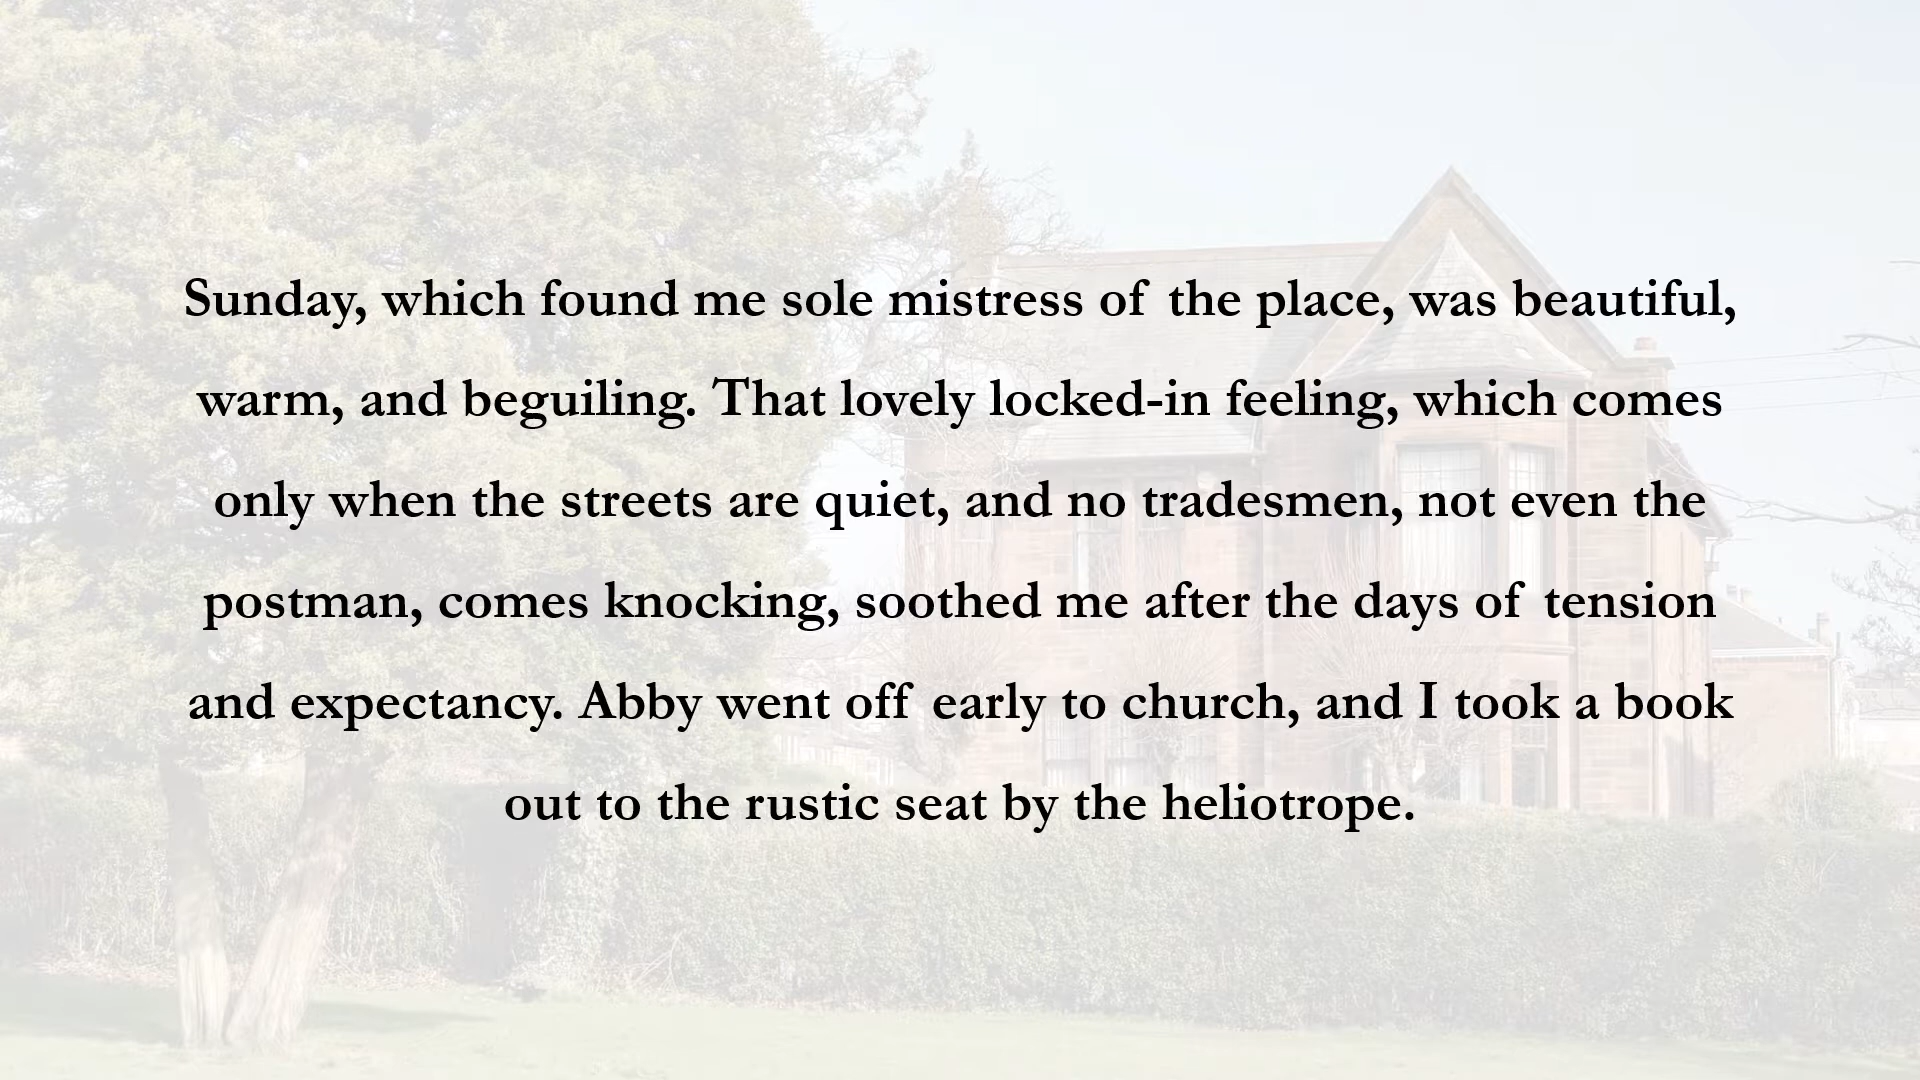 Sunday, which found me sole mistress of the place, was beautiful,
warm, and beguiling. That lovely locked-in feeling, which comes
only when the streets are quiet, and no tradesmen, not even the
postman, comes knocking, soothed me after the days of tension
and expectancy. Abby went off early to church, and I took a book
out to the rustic seat by the heliotrope.